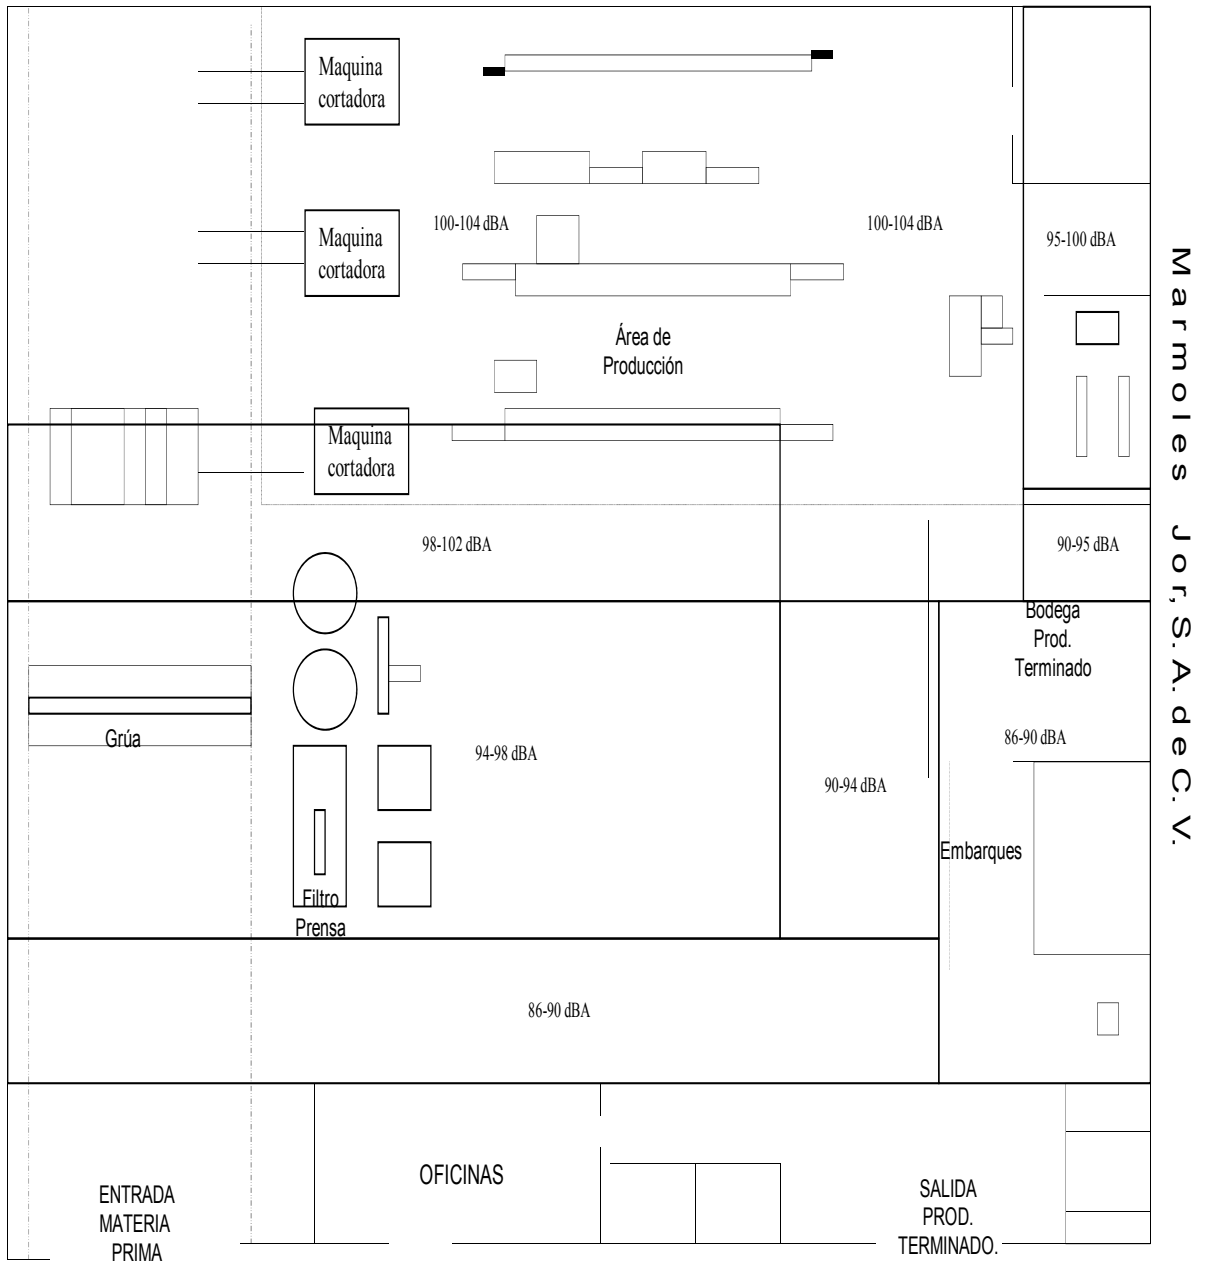 Maquina
cortadora
100-104 dBA
100-104 dBA
95-100 dBA
Maquina
cortadora
Área de
Producción
Maquina
cortadora
98-102 dBA
90-95 dBA
Bodega
Prod.
Terminado
Grúa
94-98 dBA
86-90 dBA
90-94 dBA
Embarques
Filtro
Prensa
86-90 dBA
OFICINAS
ENTRADA
MATERIA
PRIMA
SALIDA
PROD.
TERMINADO.
Marmoles Jor, S. A. de C. V.